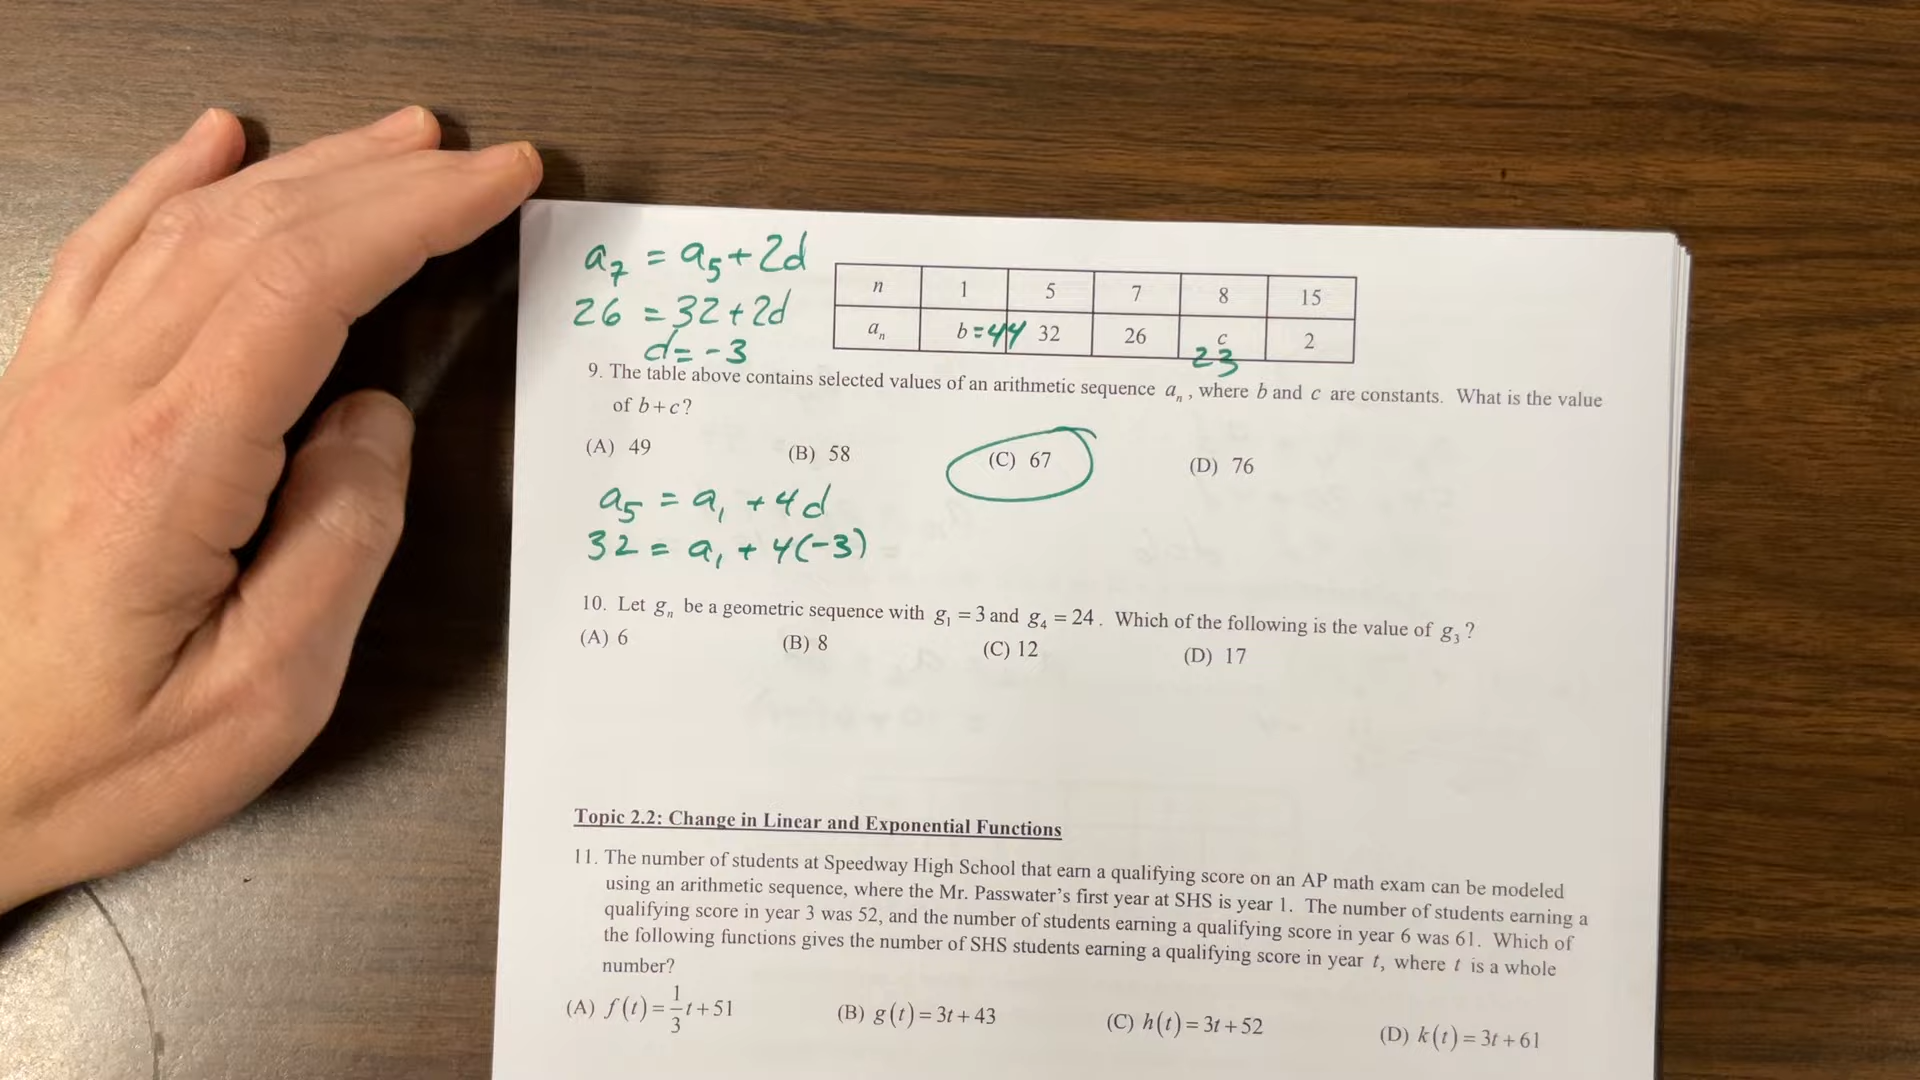 a₇ = a₅ + 2d
26 = 32 + 2d
d = -3
n 1 5 7 8 15
aₙ b = 44 32 26 c 2
23
9. The table above contains selected values of an arithmetic sequence aₙ, where b and c are constants. What is the value
of b + c?
(A) 49 (B) 58 (C) 67 (D) 76
a₅ = a₁ + 4d
32 = a₁ + 4(-3)
10. Let gₙ be a geometric sequence with g₁ = 3 and g₄ = 24. Which of the following is the value of g₃?
(A) 6 (B) 8 (C) 12 (D) 17
Topic 2.2: Change in Linear and Exponential Functions
11. The number of students at Speedway High School that earn a qualifying score on an AP math exam can be modeled
using an arithmetic sequence, where the Mr. Passwater's first year at SHS is year 1. The number of students earning a
qualifying score in year 3 was 52, and the number of students earning a qualifying score in year 6 was 61. Which of
the following functions gives the number of SHS students earning a qualifying score in year t, where t is a whole
number?
(A) f(t) = 1/3 t + 51 (B) g(t) = 3t + 43 (C) h(t) = 3t + 52 (D) k(t) = 3t + 61